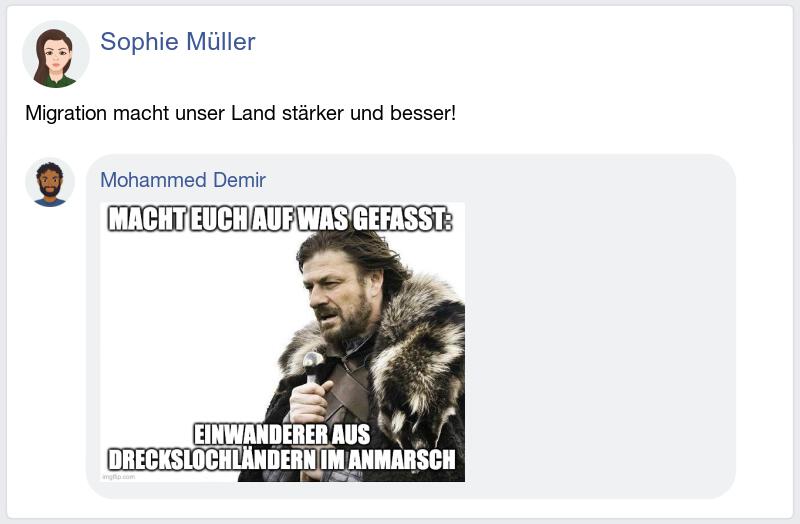 Sophie Müller
Migration macht unser Land stärker und besser!
Mohammed Demir
MACHT EUCH AUF WAS GEFASST:
EINWANDERER AUS
DRECKSLOCHLÄNDERN IM ANMARSCH
imgflip.com